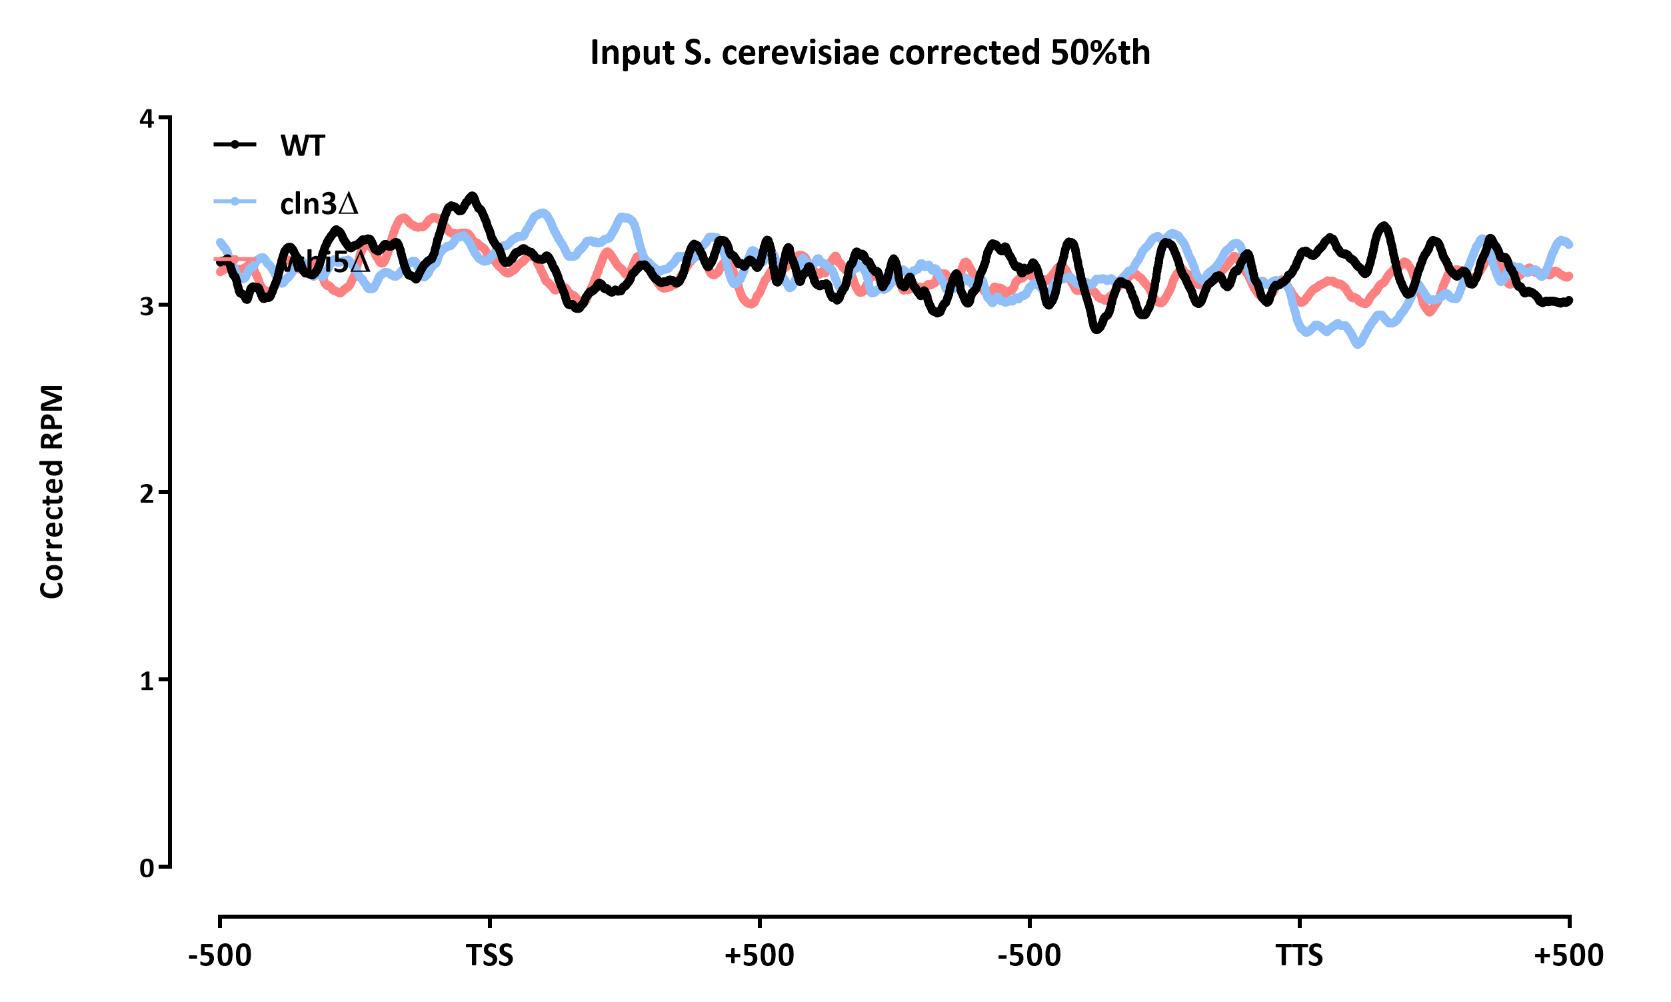 Input S. cerevisiae corrected 50%th
4
WT
cln3Δ
whi5Δ
3
Corrected RPM
2
1
0
-500 TSS +500 -500 TTS +500